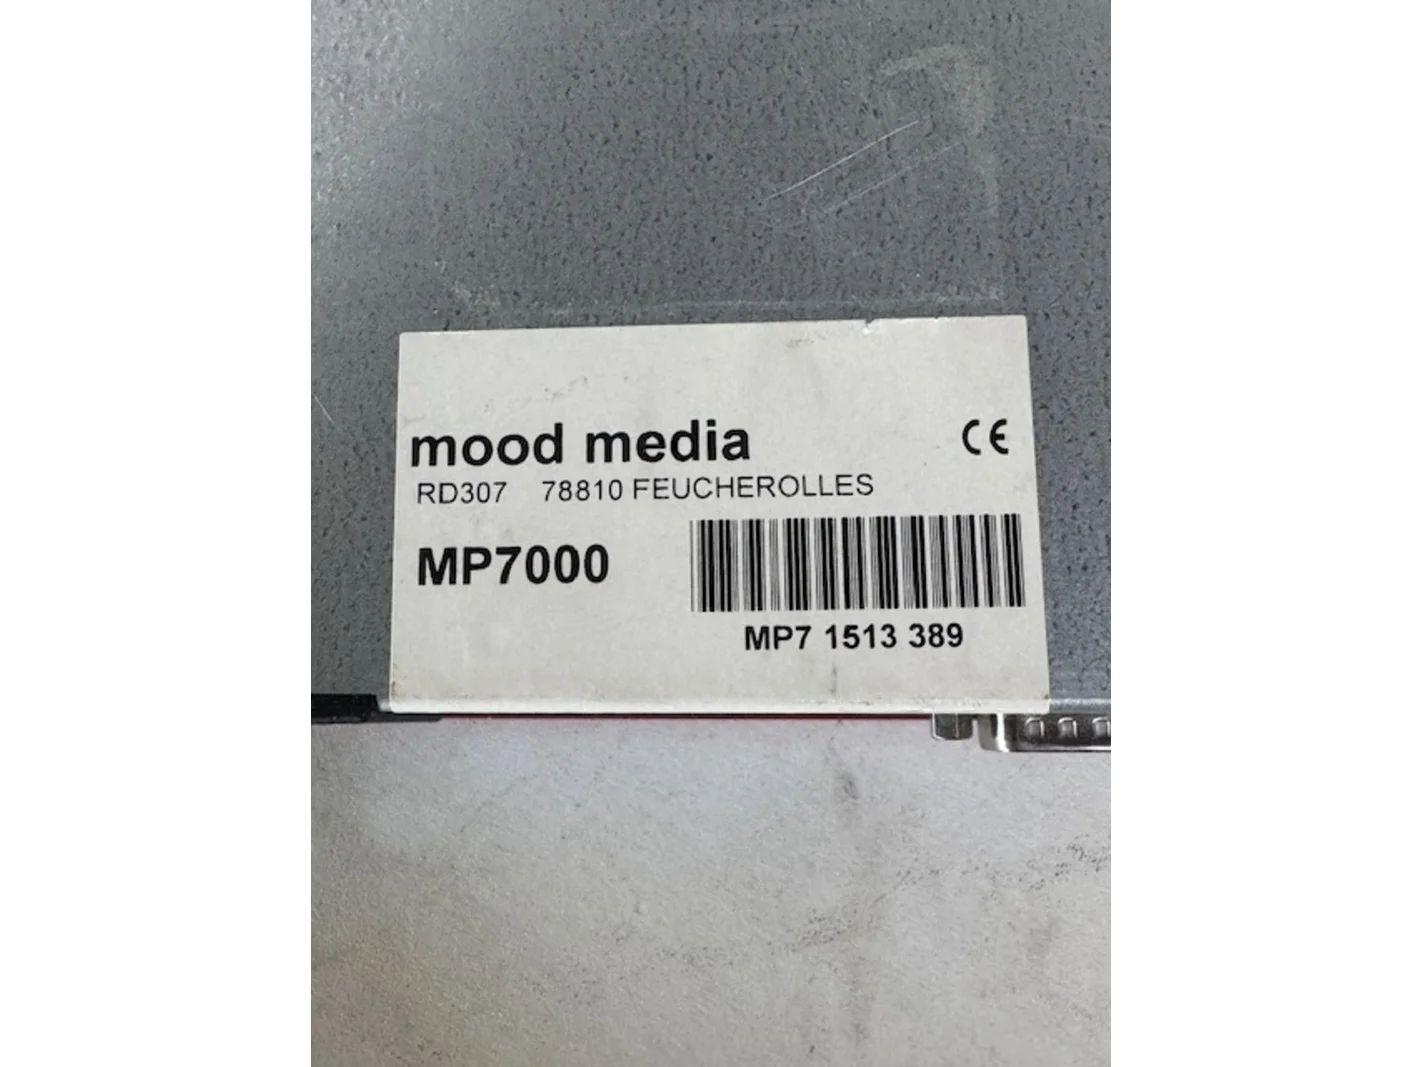 mood media
CE
RD307 78810 FEUCHEROLLES
MP7000
MP7 1513 389